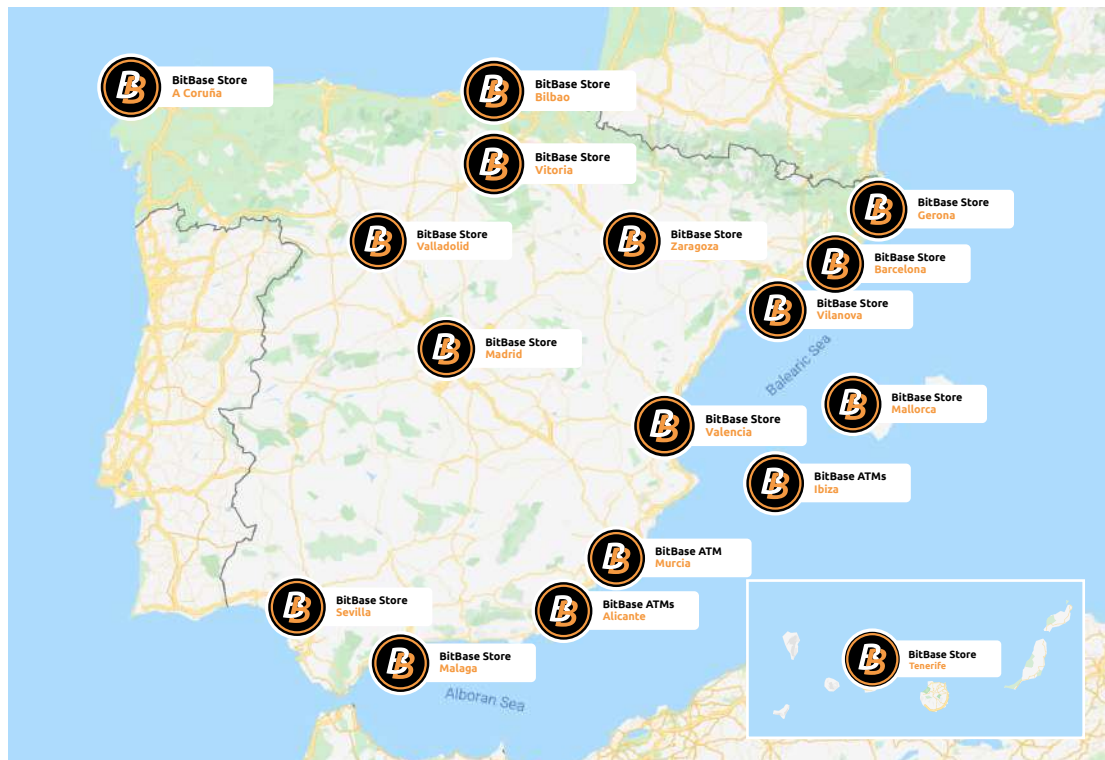 BitBase Store
A Coruña
BitBase Store
Bilbao
BitBase Store
Vitoria
BitBase Store
Gerona
BitBase Store
Valladolid
BitBase Store
Zaragoza
BitBase Store
Barcelona
BitBase Store
Vilanova
BitBase Store
Madrid
Balearic Sea
BitBase Store
Mallorca
BitBase Store
Valencia
BitBase ATMs
Ibiza
BitBase ATM
Murcia
BitBase Store
Sevilla
BitBase ATMs
Alicante
BitBase Store
Malaga
BitBase Store
Tenerife
Alboran Sea